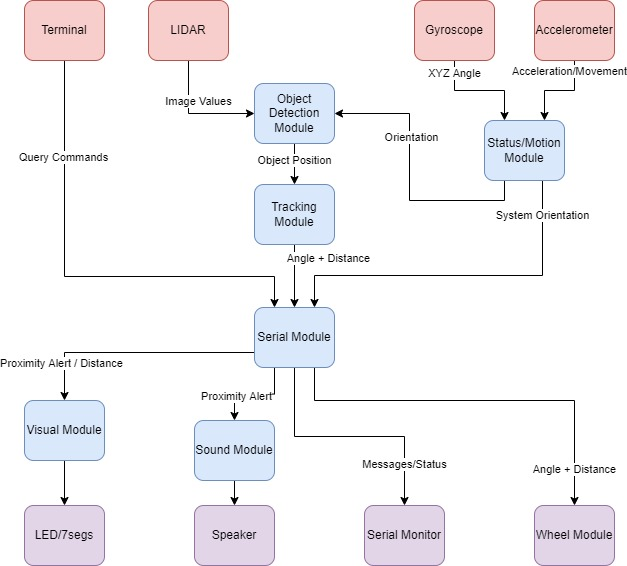 Terminal
LIDAR
Gyroscope
Accelerometer
XYZ Angle
Acceleration/Movement
Image Values
Object
Detection
Module
Orientation
Status/Motion
Module
Query Commands
Object Position
Tracking
Module
System Orientation
Angle + Distance
Serial Module
Proximity Alert / Distance
Proximity Alert
Visual Module
Sound Module
Messages/Status
Angle + Distance
LED/7segs
Speaker
Serial Monitor
Wheel Module